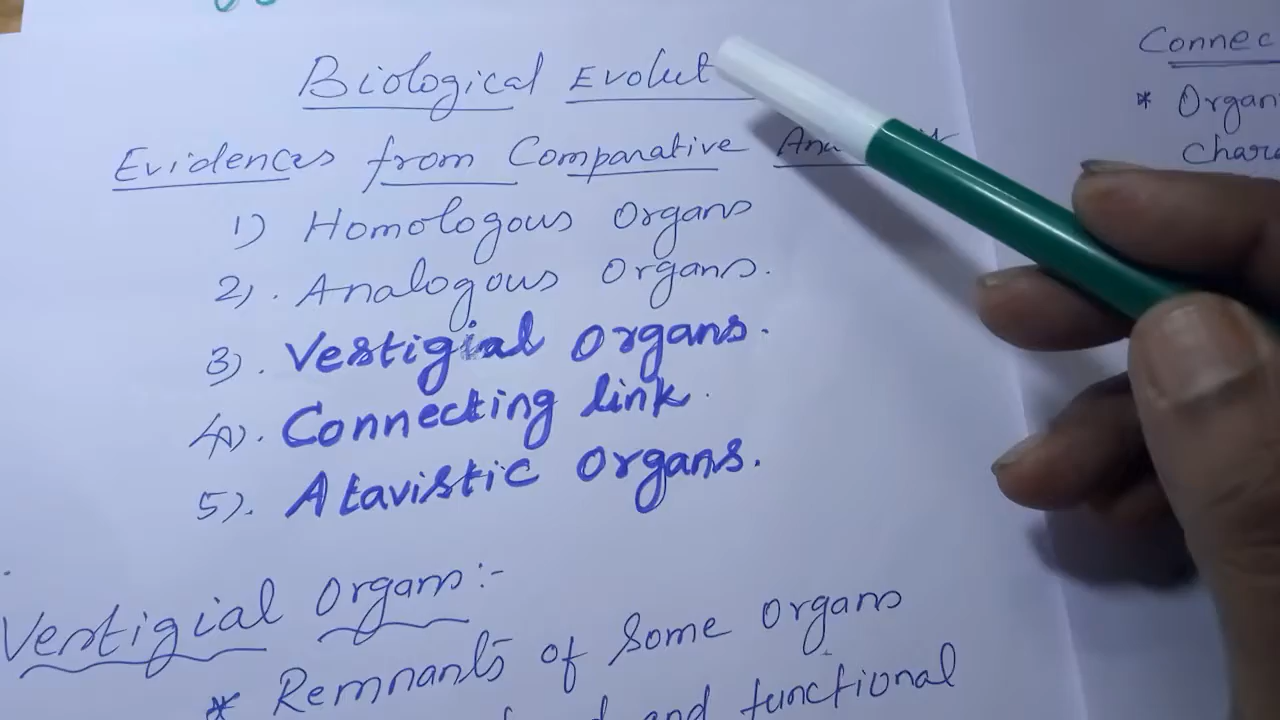 Biological Evolut
Evidences from Comparative
1) Homologous Organs
2). Analogous Organs.
3). Vestigial Organs.
4). Connecting link.
5). Atavistic Organs.
Vestigial Organs:-
* Remnants of Some Organs
and functional
Connec
* Organ
Chara